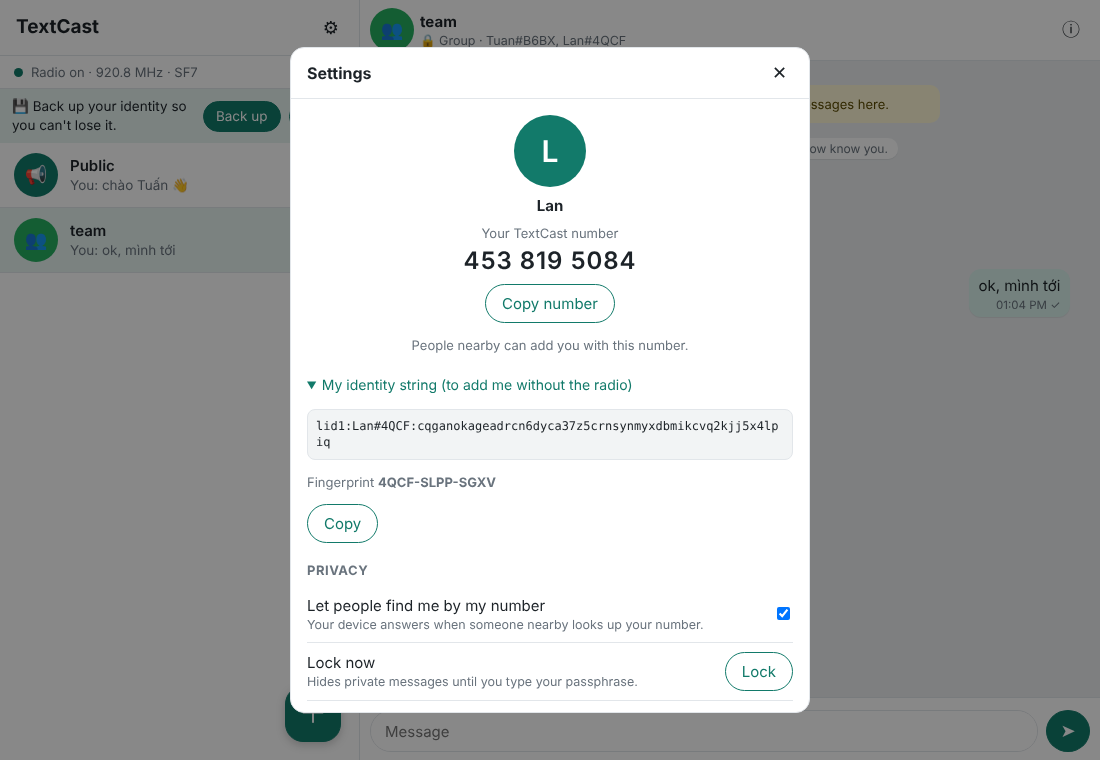 TextCast
Radio on · 920.8 MHz · SF7
💾 Back up your identity so
you can't lose it.
Back up
Public
You: chào Tuấn 👋
team
You: ok, mình tới
team
🔒 Group · Tuan#B6BX, Lan#4QCF
ssages here.
ow know you.
ok, mình tới
01:04 PM ✓
Message
Settings
L
Lan
Your TextCast number
453 819 5084
Copy number
People nearby can add you with this number.
▼ My identity string (to add me without the radio)
lid1:Lan#4QCF:cqganokageadrcn6dyca37z5crnsynmyxdbmikcvq2kjj5x4lp
iq
Fingerprint 4QCF-SLPP-SGXV
Copy
PRIVACY
Let people find me by my number
Your device answers when someone nearby looks up your number.
Lock now
Hides private messages until you type your passphrase.
Lock